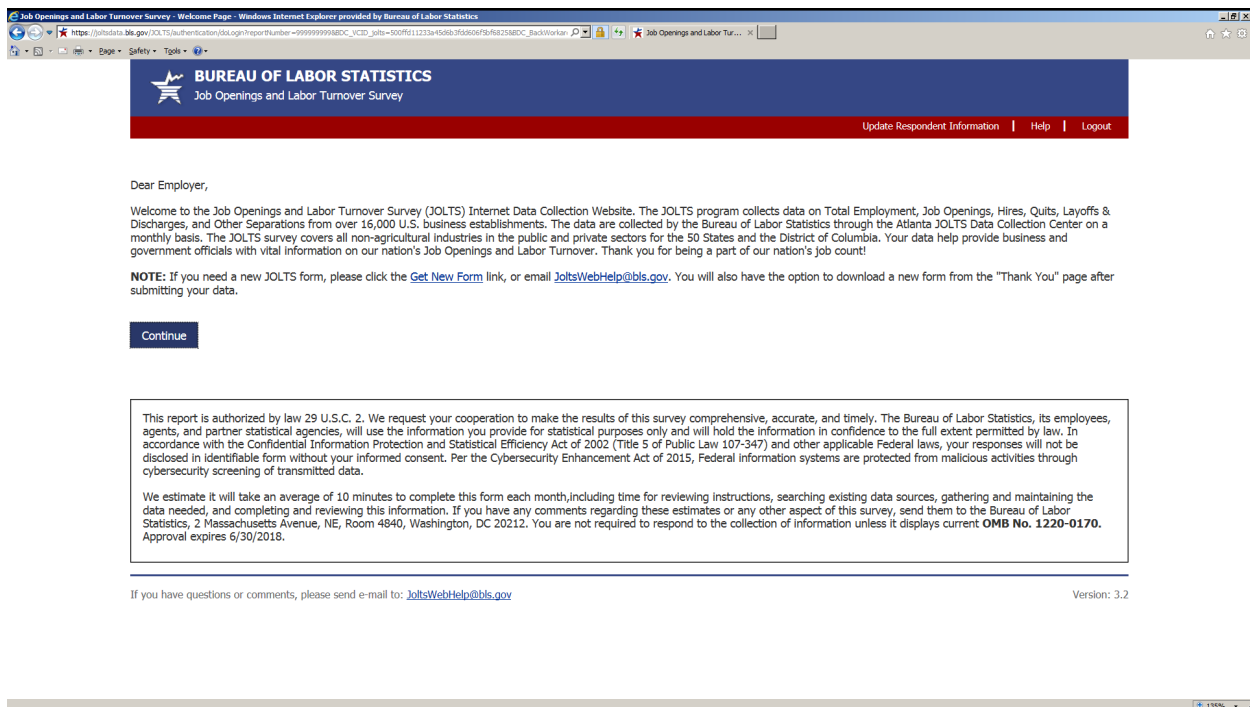 Job Openings and Labor Turnover Survey - Welcome Page - Windows Internet Explorer provided by Bureau of Labor Statistics
Job Openings and Labor Tur...
Page Safety Tools
BUREAU OF LABOR STATISTICS
Job Openings and Labor Turnover Survey
Update Respondent Information | Help | Logout
Dear Employer,
Welcome to the Job Openings and Labor Turnover Survey (JOLTS) Internet Data Collection Website. The JOLTS program collects data on Total Employment, Job Openings, Hires, Quits, Layoffs &
Discharges, and Other Separations from over 16,000 U.S. business establishments. The data are collected by the Bureau of Labor Statistics through the Atlanta JOLTS Data Collection Center on a
monthly basis. The JOLTS survey covers all non-agricultural industries in the public and private sectors for the 50 States and the District of Columbia. Your data help provide business and
government officials with vital information on our nation's Job Openings and Labor Turnover. Thank you for being a part of our nation's job count!
NOTE: If you need a new JOLTS form, please click the Get New Form link, or email JoltsWebHelp@bls.gov. You will also have the option to download a new form from the "Thank You" page after
submitting your data.
Continue
This report is authorized by law 29 U.S.C. 2. We request your cooperation to make the results of this survey comprehensive, accurate, and timely. The Bureau of Labor Statistics, its employees,
agents, and partner statistical agencies, will use the information you provide for statistical purposes only and will hold the information in confidence to the full extent permitted by law. In
accordance with the Confidential Information Protection and Statistical Efficiency Act of 2002 (Title 5 of Public Law 107-347) and other applicable Federal laws, your responses will not be
disclosed in identifiable form without your informed consent. Per the Cybersecurity Enhancement Act of 2015, Federal information systems are protected from malicious activities through
cybersecurity screening of transmitted data.
We estimate it will take an average of 10 minutes to complete this form each month,including time for reviewing instructions, searching existing data sources, gathering and maintaining the
data needed, and completing and reviewing this information. If you have any comments regarding these estimates or any other aspect of this survey, send them to the Bureau of Labor
Statistics, 2 Massachusetts Avenue, NE, Room 4840, Washington, DC 20212. You are not required to respond to the collection of information unless it displays current OMB No. 1220-0170.
Approval expires 6/30/2018.
If you have questions or comments, please send e-mail to: JoltsWebHelp@bls.gov
Version: 3.2
135%